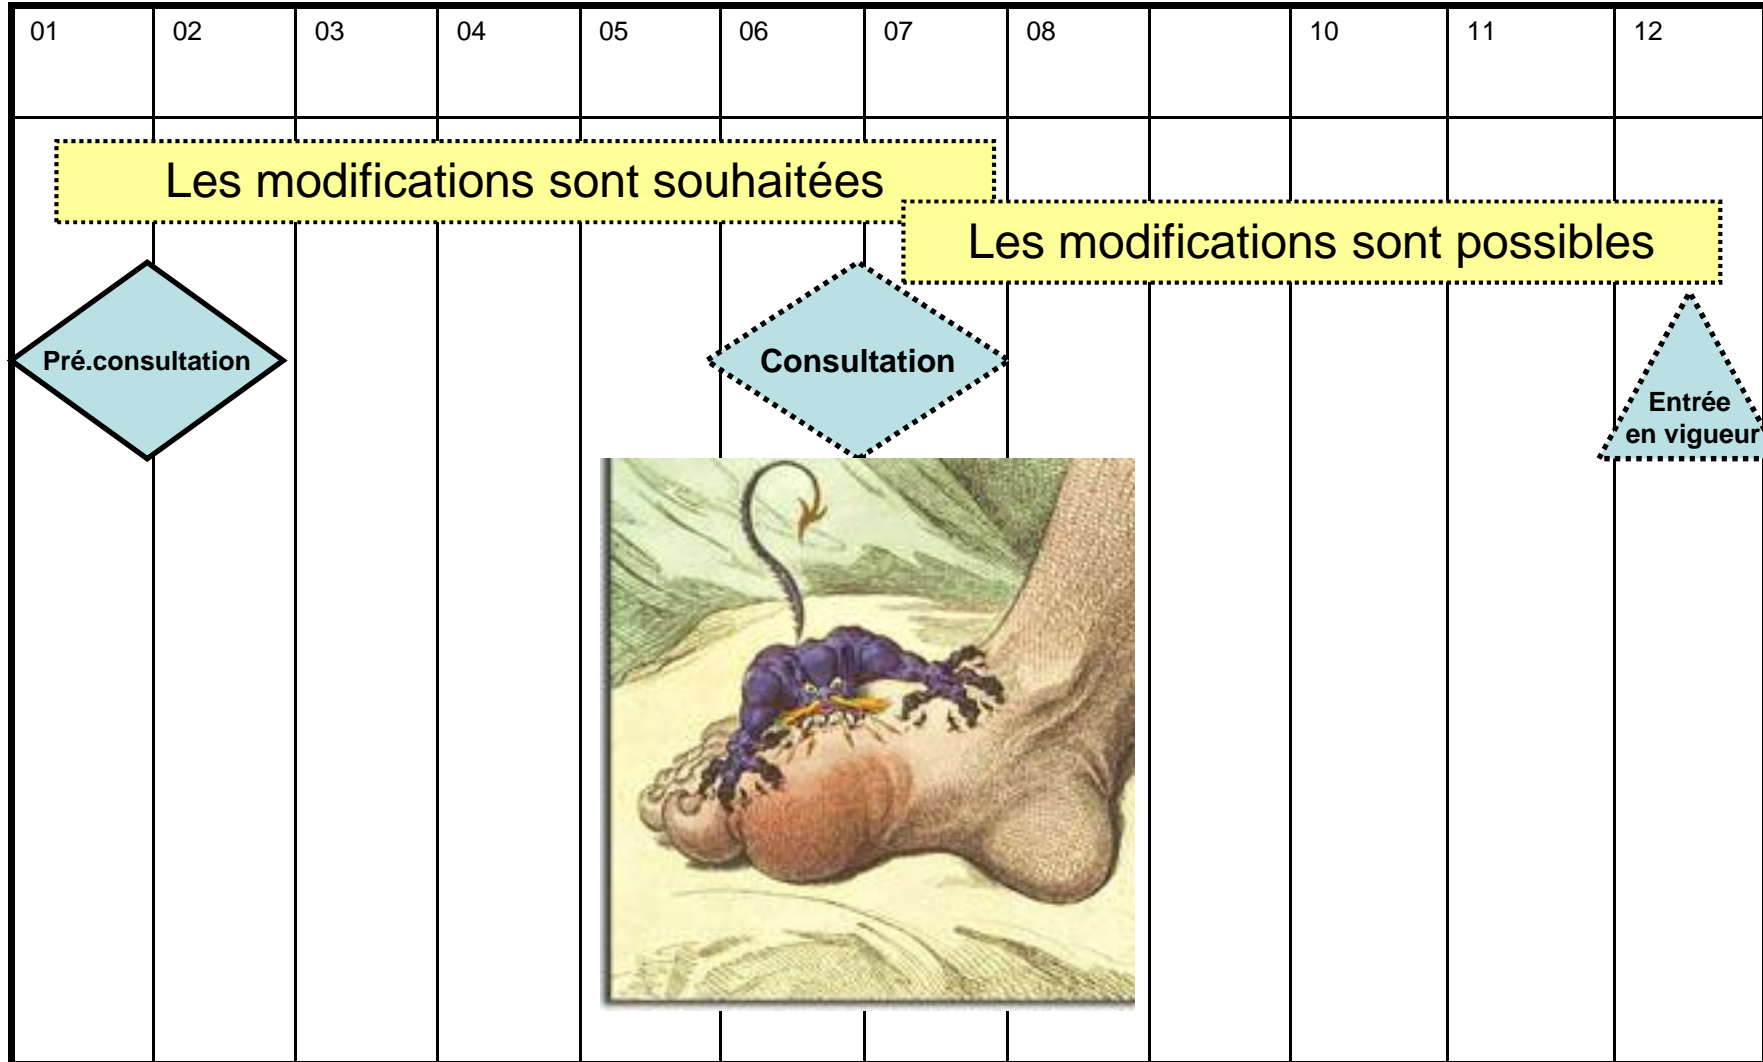 01 02 03 04 05 06 07 08 10 11 12
Les modifications sont souhaitées
Les modifications sont possibles
Pré.consultation
Consultation
Entrée
en vigueur